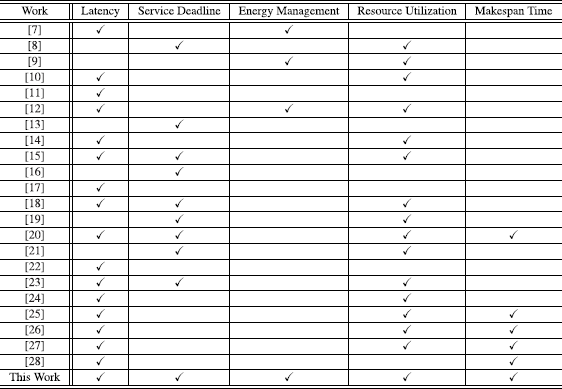 Work Latency Service Deadline Energy Management Resource Utilization Makespan Time
[7] ✓ ✓
[8] ✓ ✓
[9] ✓ ✓
[10] ✓ ✓
[11] ✓
[12] ✓ ✓ ✓
[13] ✓
[14] ✓ ✓
[15] ✓ ✓ ✓
[16] ✓
[17] ✓
[18] ✓ ✓ ✓
[19] ✓ ✓
[20] ✓ ✓ ✓ ✓
[21] ✓ ✓
[22] ✓
[23] ✓ ✓ ✓
[24] ✓ ✓
[25] ✓ ✓ ✓
[26] ✓ ✓ ✓
[27] ✓ ✓ ✓
[28] ✓ ✓
This Work ✓ ✓ ✓ ✓ ✓